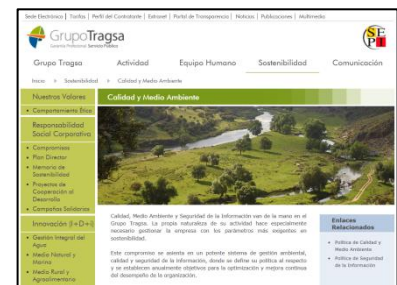 Sede Electrónica | Tarifas | Perfil del Contratante | Extranet | Portal de Transparencia | Noticias | Publicaciones | Multimedia
GrupoTragsa
SEPI
Grupo Tragsa Actividad Equipo Humano Sostenibilidad Comunicación
Inicio > Sostenibilidad > Calidad y Medio Ambiente
Nuestros Valores
Calidad y Medio Ambiente
• Comportamiento Ético
Responsabilidad
Social Corporativa
• Compromisos
• Plan Director
• Memoria de
Sostenibilidad
• Proyectos de
Cooperación al
Desarrollo
• Campañas Solidarias
Innovación (I+D+i)
• Gestión Integral del
Agua
• Medio Natural y
Marino
• Medio Rural y
Agroalimentario
Calidad, Medio Ambiente y Seguridad de la Información van de la mano en el
Grupo Tragsa. La propia naturaleza de su actividad hace especialmente
necesario gestionar la empresa con los parámetros más exigentes en
sostenibilidad.
Este compromiso se asienta en un potente sistema de gestión ambiental,
calidad y seguridad de la información, donde se define su política al respecto
y se establecen anualmente objetivos para la optimización y mejora continua
del desempeño de la organización.
Enlaces
Relacionados
• Política de Calidad y
Medio Ambiente
• Política de Seguridad
de la Información